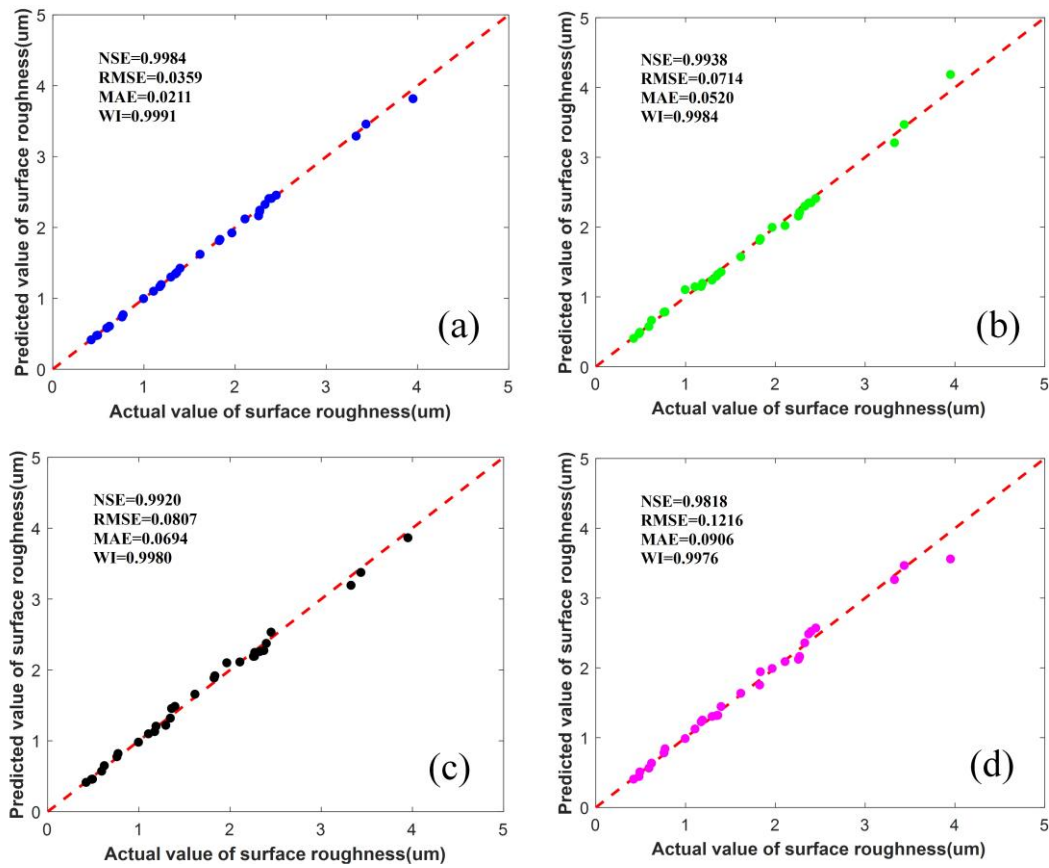 5
4
3
2
1
0
0 1 2 3 4 5
Predicted value of surface roughness(um)
Actual value of surface roughness(um)
NSE=0.9984
RMSE=0.0359
MAE=0.0211
WI=0.9991
(a)
5
4
3
2
1
0
0 1 2 3 4 5
Predicted value of surface roughness(um)
Actual value of surface roughness(um)
NSE=0.9938
RMSE=0.0714
MAE=0.0520
WI=0.9984
(b)
5
4
3
2
1
0
0 1 2 3 4 5
Predicted value of surface roughness(um)
Actual value of surface roughness(um)
NSE=0.9920
RMSE=0.0807
MAE=0.0694
WI=0.9980
(c)
5
4
3
2
1
0
0 1 2 3 4 5
Predicted value of surface roughness(um)
Actual value of surface roughness(um)
NSE=0.9818
RMSE=0.1216
MAE=0.0906
WI=0.9976
(d)